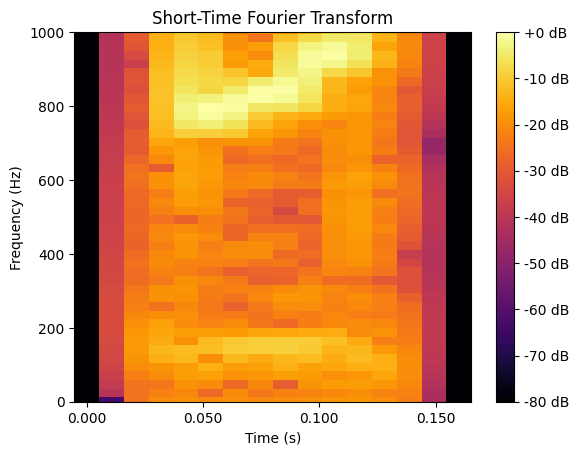 Short-Time Fourier Transform
1000
800
600
400
200
0
Frequency (Hz)
0.000
0.050
0.100
0.150
Time (s)
+0 dB
-10 dB
-20 dB
-30 dB
-40 dB
-50 dB
-60 dB
-70 dB
-80 dB